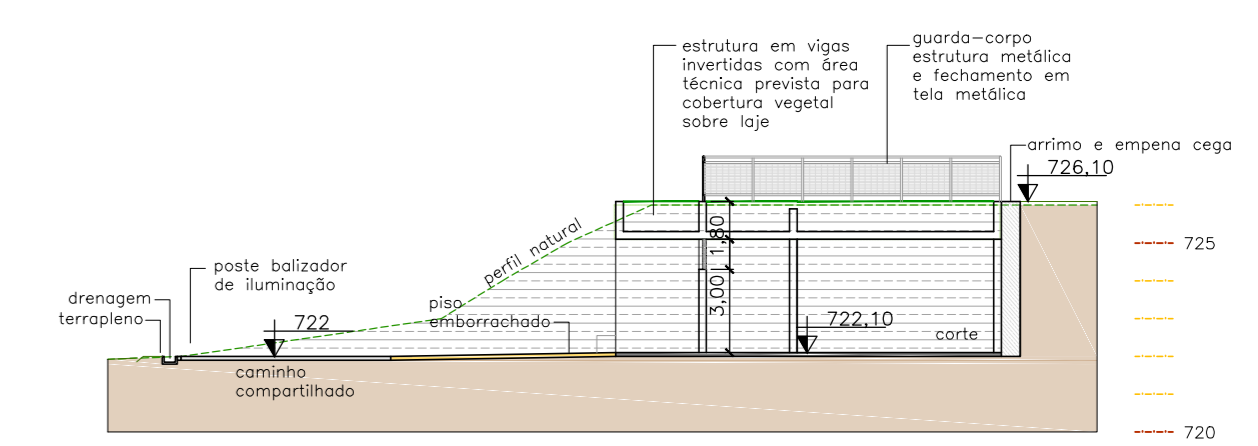 estrutura em vigas
invertidas com área
técnica prevista para
cobertura vegetal
sobre laje
guarda-corpo
estrutura metálica
e fechamento em
tela metálica
arrimo e empena cega
726,10
725
perfil natural
1,80
3,00
poste balizador
de iluminação
drenagem
terrapleno
722
piso
emborrachado
722,10
corte
caminho
compartilhado
720